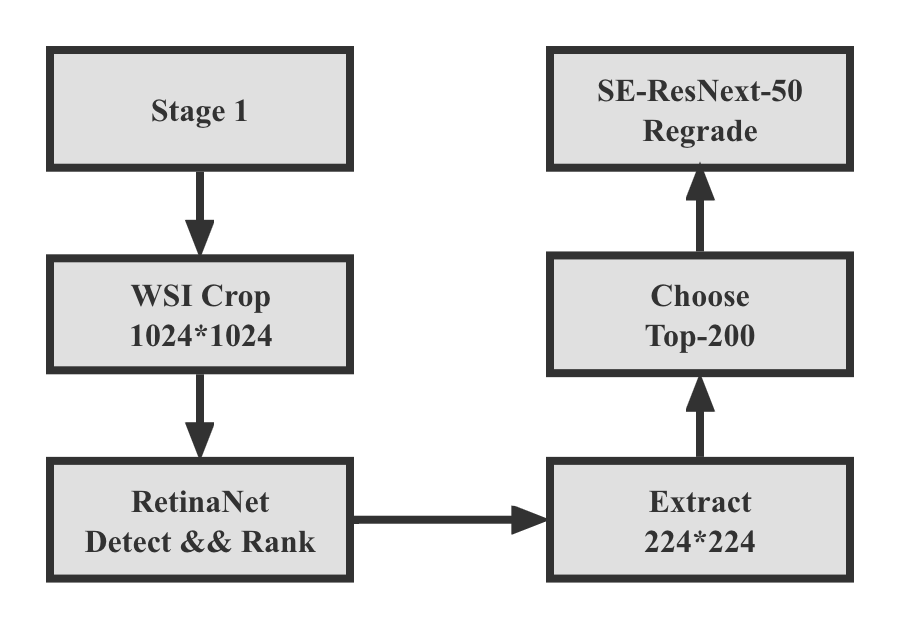 Stage 1
WSI Crop
1024*1024
RetinaNet
Detect && Rank
Extract
224*224
Choose
Top-200
SE-ResNext-50
Regrade